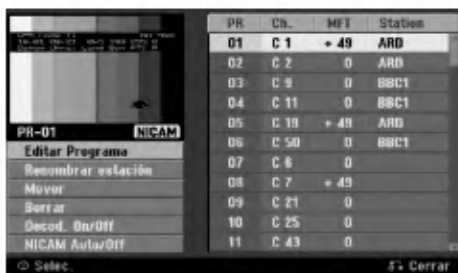 PR-01 NICAM
Editar Programa
Renombrar estación
Mover
Borrar
Decod. On/Off
NICAM Auto/Off
Selec.
PR Ch. MFT Station
01 C 1 + 49 ARD
02 C 2 0 ARD
03 C 9 0 BBC1
04 C 11 0 BBC1
05 C 19 + 49 ARD
06 C 50 0 BBC1
07 C 6 0
08 C 7 + 49
09 C 21 0
10 C 25 0
11 C 43 0
Cerrar